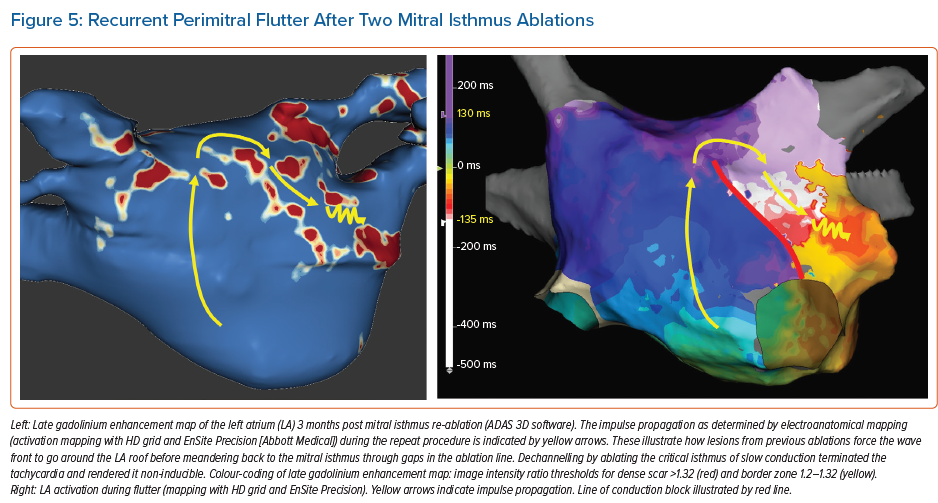 Figure 5: Recurrent Perimitral Flutter After Two Mitral Isthmus Ablations
200 ms
130 ms
-0 ms
-135 ms
-200 ms
-400 ms
-500 ms
Left: Late gadolinium enhancement map of the left atrium (LA) 3 months post mitral isthmus re-ablation (ADAS 3D software). The impulse propagation as determined by electroanatomical mapping
(activation mapping with HD grid and EnSite Precision [Abbott Medical]) during the repeat procedure is indicated by yellow arrows. These illustrate how lesions from previous ablations force the wave
front to go around the LA roof before meandering back to the mitral isthmus through gaps in the ablation line. Dechannelling by ablating the critical isthmus of slow conduction terminated the
tachycardia and rendered it non-inducible. Colour-coding of late gadolinium enhancement map: image intensity ratio thresholds for dense scar >1.32 (red) and border zone 1.2–1.32 (yellow).
Right: LA activation during flutter (mapping with HD grid and EnSite Precision). Yellow arrows indicate impulse propagation. Line of conduction block illustrated by red line.